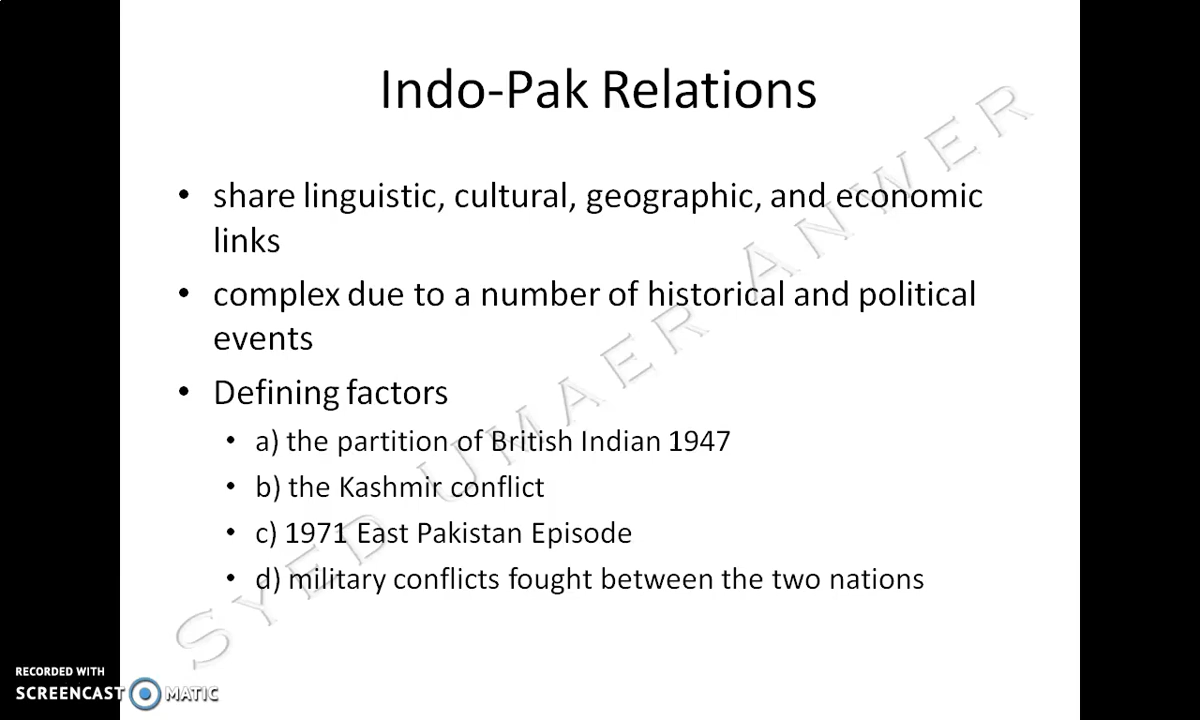 Indo-Pak Relations
• share linguistic, cultural, geographic, and economic
links
• complex due to a number of historical and political
events
• Defining factors
• a) the partition of British Indian 1947
• b) the Kashmir conflict
• c) 1971 East Pakistan Episode
• d) military conflicts fought between the two nations
SYED UMAER ANWER
RECORDED WITH
SCREENCAST MATIC